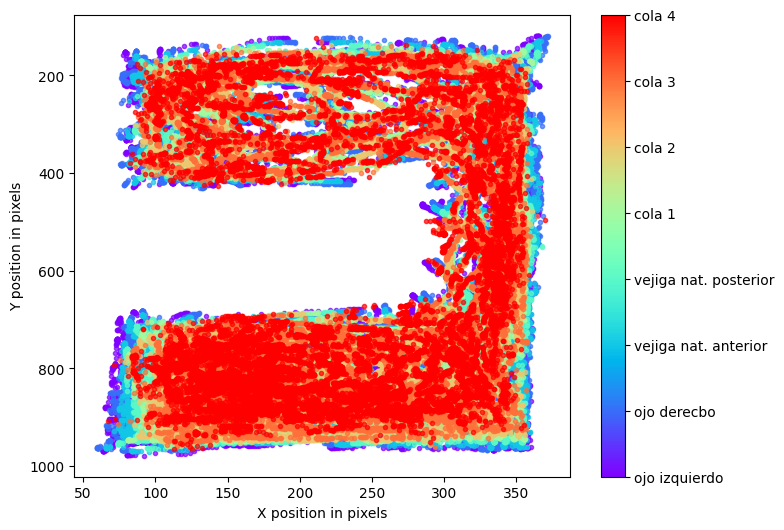 Y position in pixels
200
400
600
800
1000
50 100 150 200 250 300 350
X position in pixels
cola 4
cola 3
cola 2
cola 1
vejiga nat. posterior
vejiga nat. anterior
ojo derecbo
ojo izquierdo